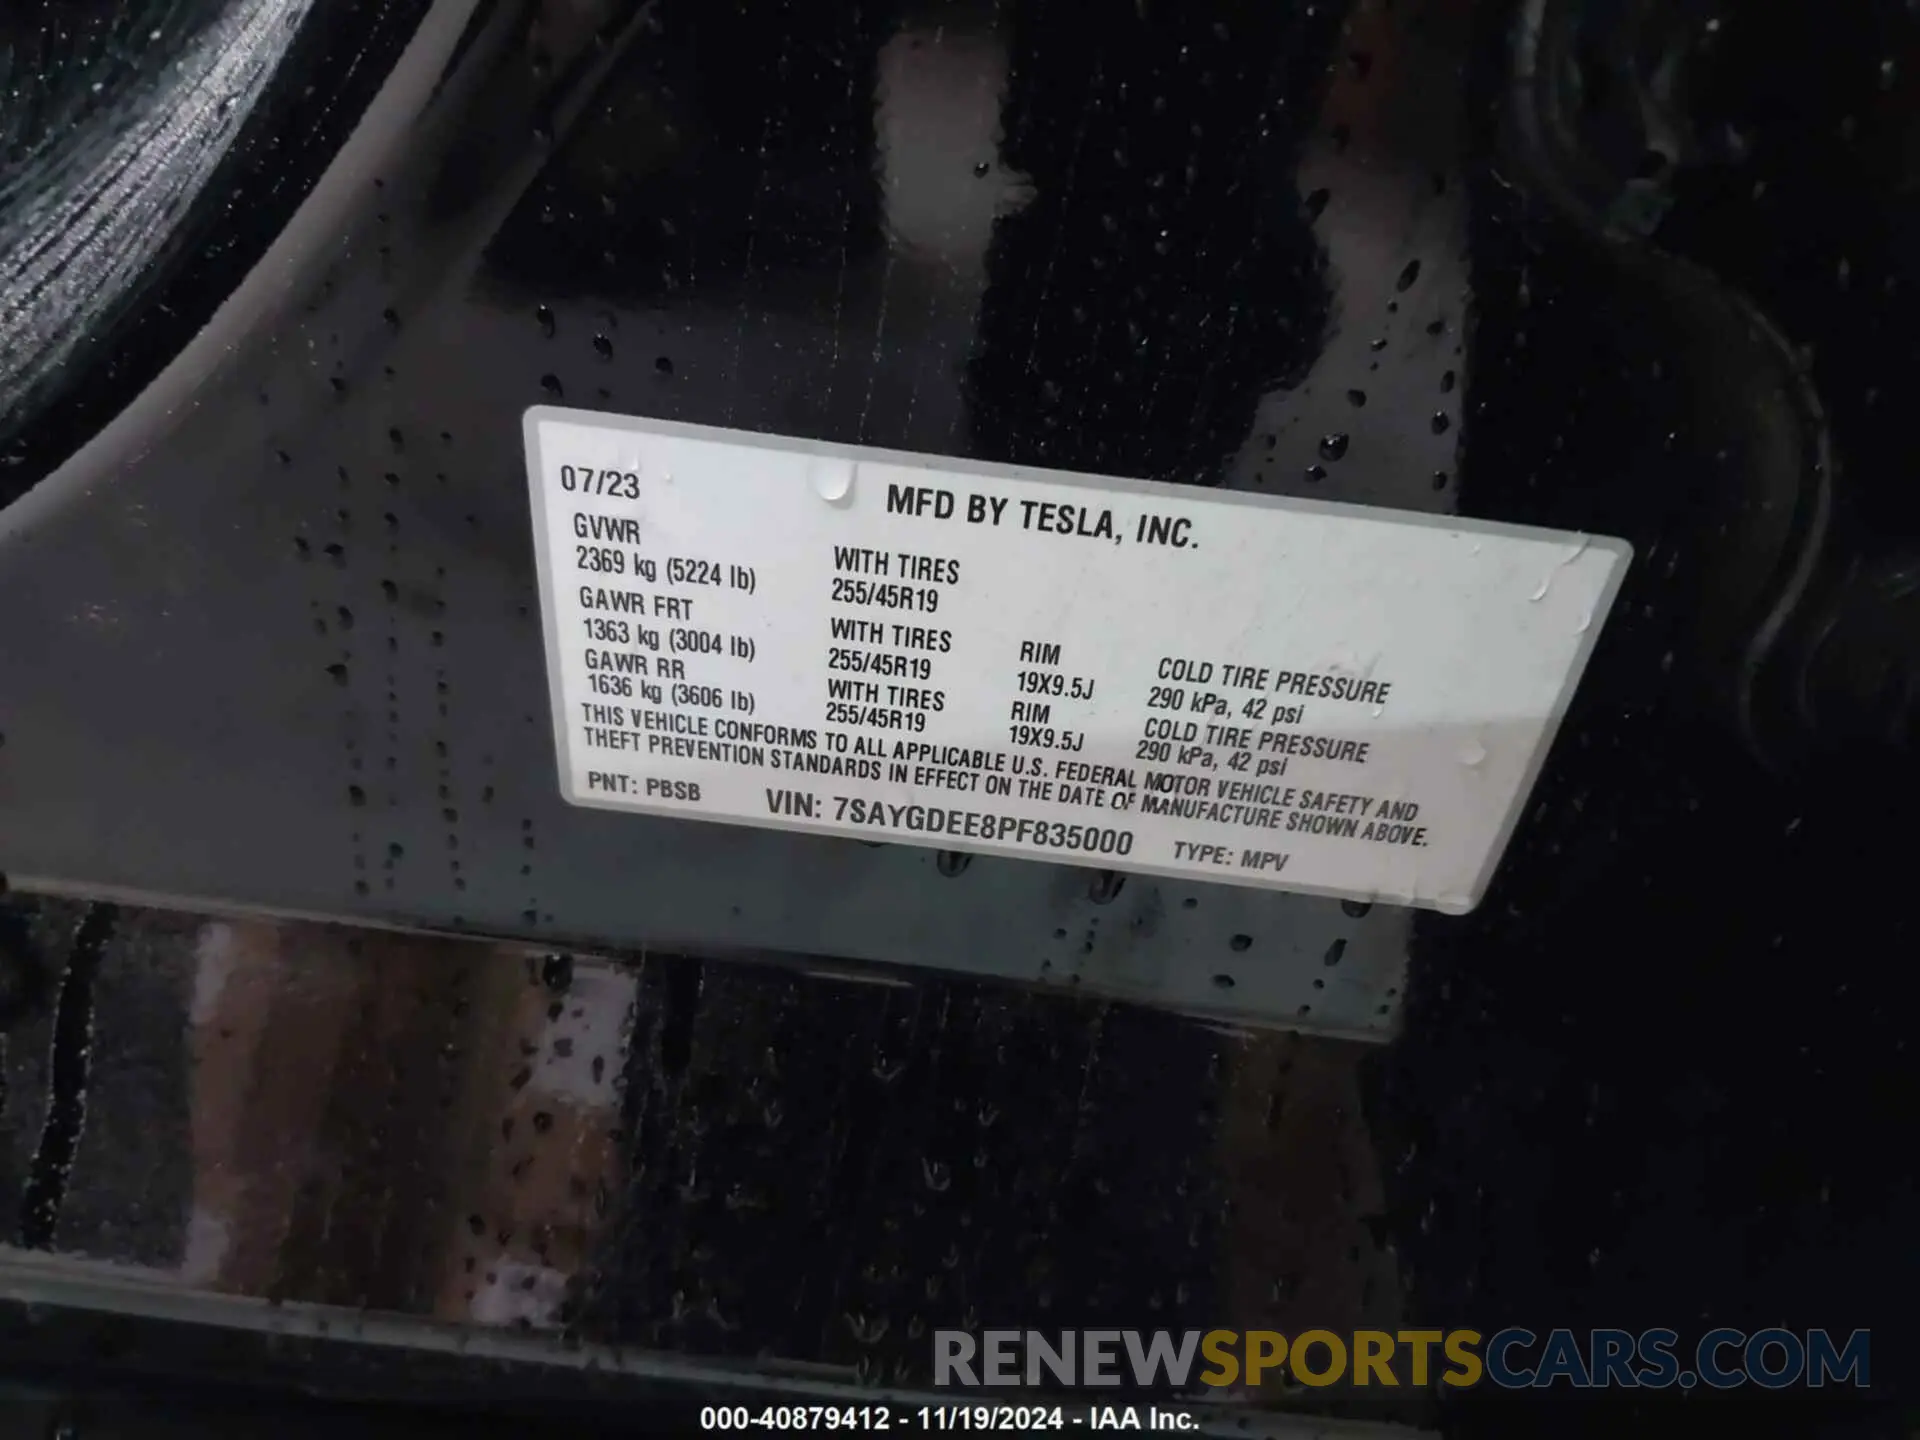 07/23
MFD BY TESLA, INC.
GVWR
2369 kg (5224 lb)
WITH TIRES
255/45R19
GAWR FRT
1363 kg (3004 lb)
WITH TIRES
255/45R19
RIM
19X9.5J
COLD TIRE PRESSURE
290 kPa, 42 psi
GAWR RR
1636 kg (3606 lb)
WITH TIRES
255/45R19
RIM
19X9.5J
COLD TIRE PRESSURE
290 kPa, 42 psi
THIS VEHICLE CONFORMS TO ALL APPLICABLE U.S. FEDERAL MOTOR VEHICLE SAFETY AND
THEFT PREVENTION STANDARDS IN EFFECT ON THE DATE OF MANUFACTURE SHOWN ABOVE.
PNT: PBSB VIN: 7SAYGDEE8PF835000 TYPE: MPV
RENEWSPORTSCARS.COM
000-40879412 - 11/19/2024 - IAA Inc.